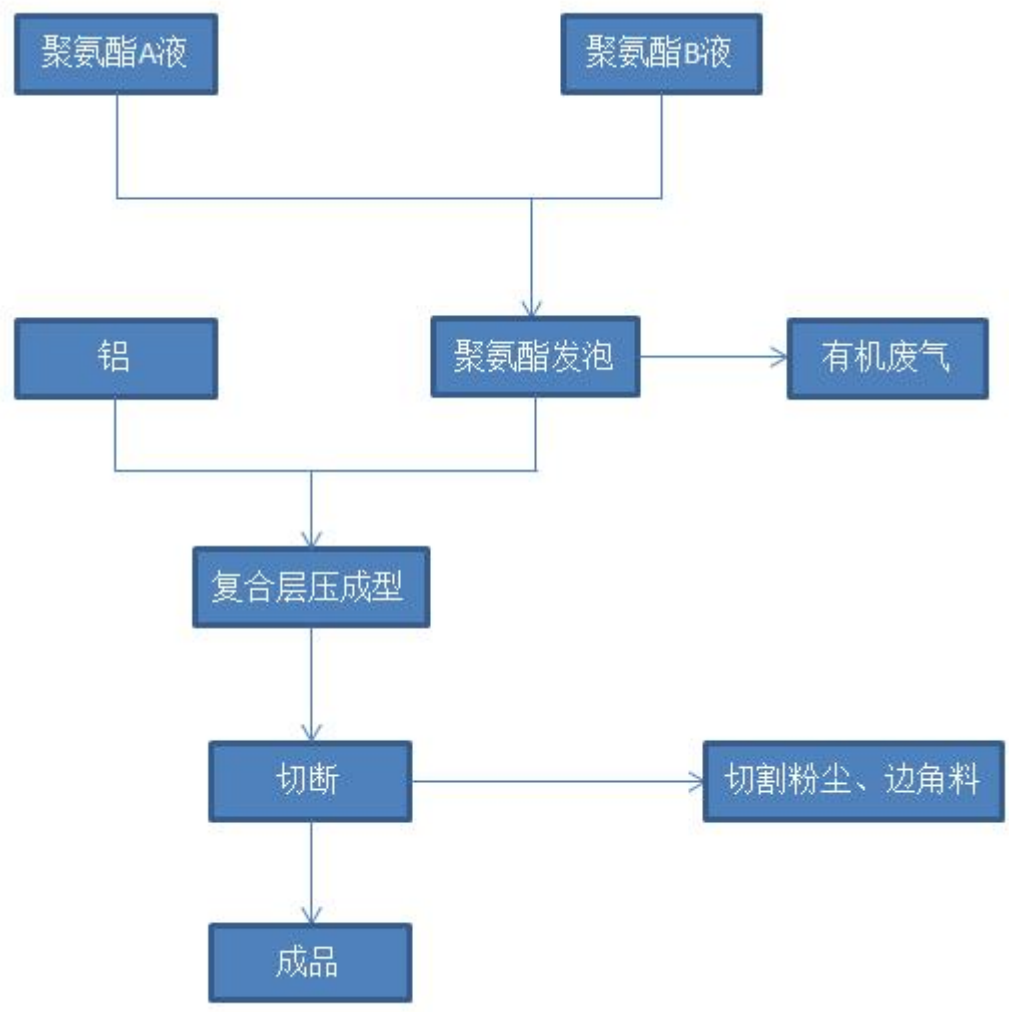 聚氨酯A液
聚氨酯B液
铝
聚氨酯发泡
有机废气
复合层压成型
切断
切割粉尘、边角料
成品